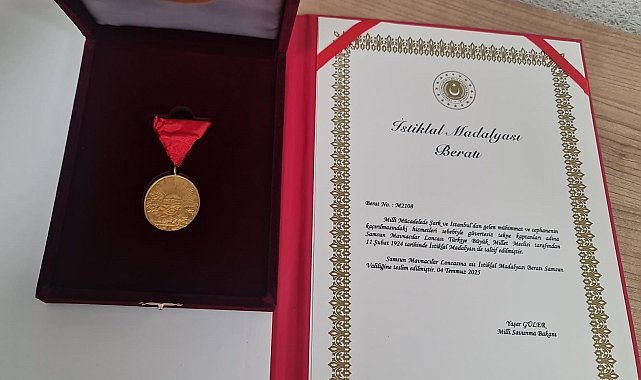 İstiklal Madalyası
Beratı
Berat No. : M2108
Milli Mücadelede Şark ve İstanbul'dan gelen mühimmat ve cephanenin
kaçırılmasındaki hizmetleri sebebiyle güvertesiz tekne kaptanları adına
Samsun Mavnacılar Loncası Türkiye Büyük Millet Meclisi tarafından
11 Şubat 1924 tarihinde İstiklal Madalyası ile taltif edilmiştir.
Samsun Mavnacılar Loncasına ait İstiklal Madalyası Beratı Samsun
Valiliğine teslim edilmiştir. 04 Temmuz 2025
Yaşar GÜLER
Milli Savunma Bakanı